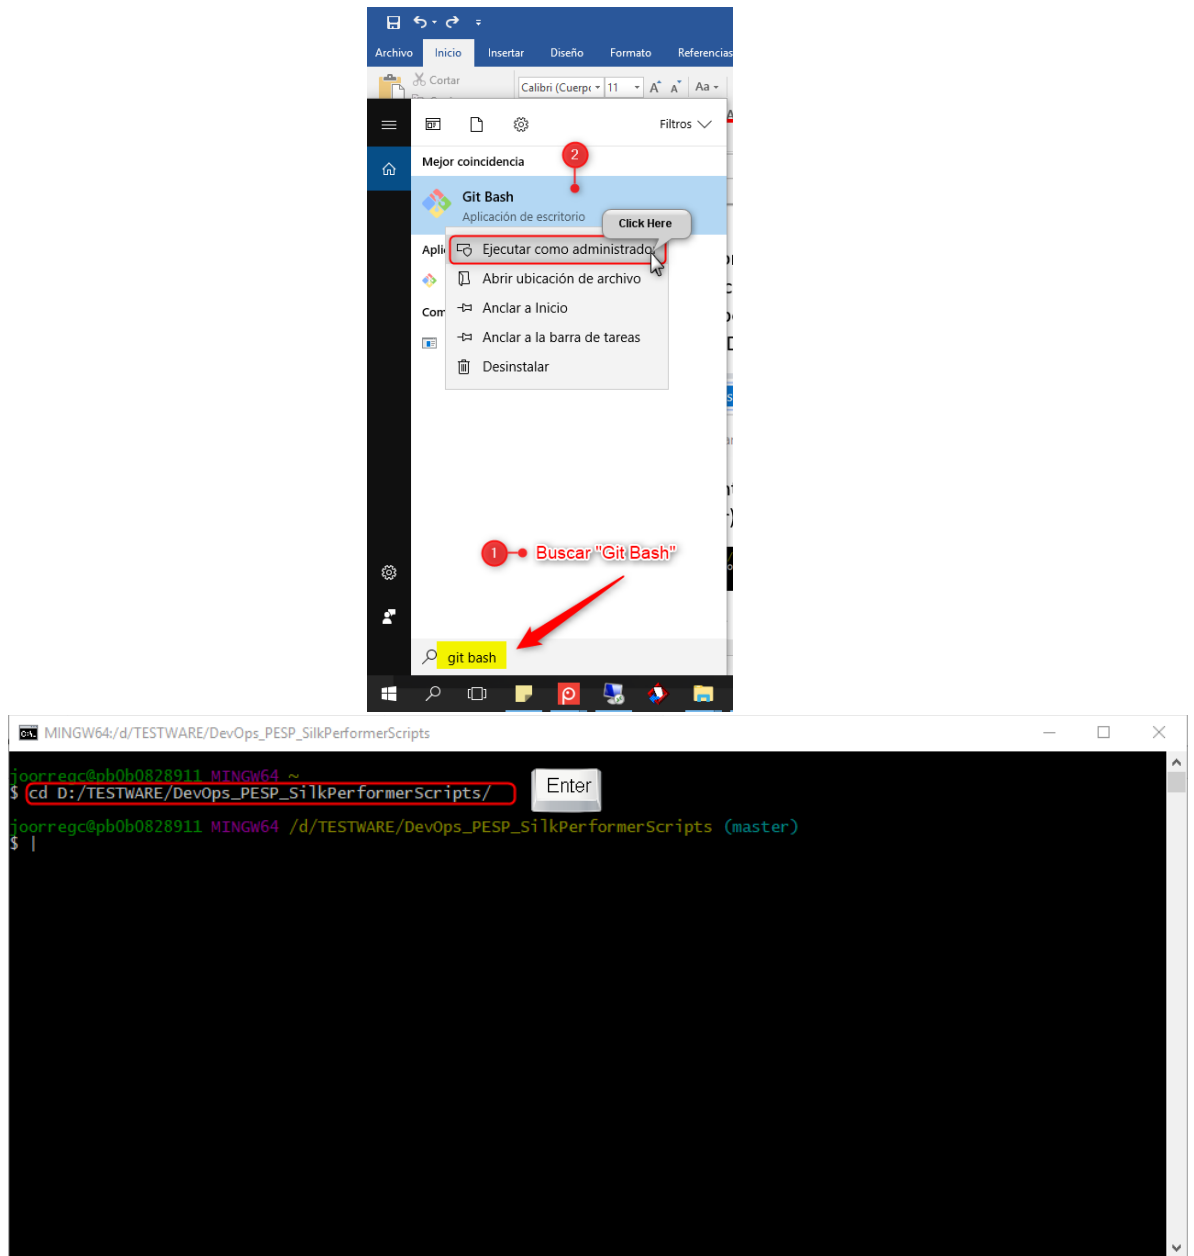 Archivo Inicio Insertar Diseño Formato Referencias
Cortar
Calibri (Cuerpo 11 Aa
Filtros
Mejor coincidencia
2
Git Bash
Aplicación de escritorio
Click Here
Ejecutar como administrado
Abrir ubicación de archivo
Anclar a Inicio
Anclar a la barra de tareas
Desinstalar
1 Buscar "Git Bash"
git bash
MINGW64:/d/TESTWARE/DevOps_PESP_SilkPerformerScripts
joorregc@pb0b0828911 MINGW64 ~
$ cd D:/TESTWARE/DevOps_PESP_SilkPerformerScripts/
Enter
joorregc@pb0b0828911 MINGW64 /d/TESTWARE/DevOps_PESP_SilkPerformerScripts (master)
$